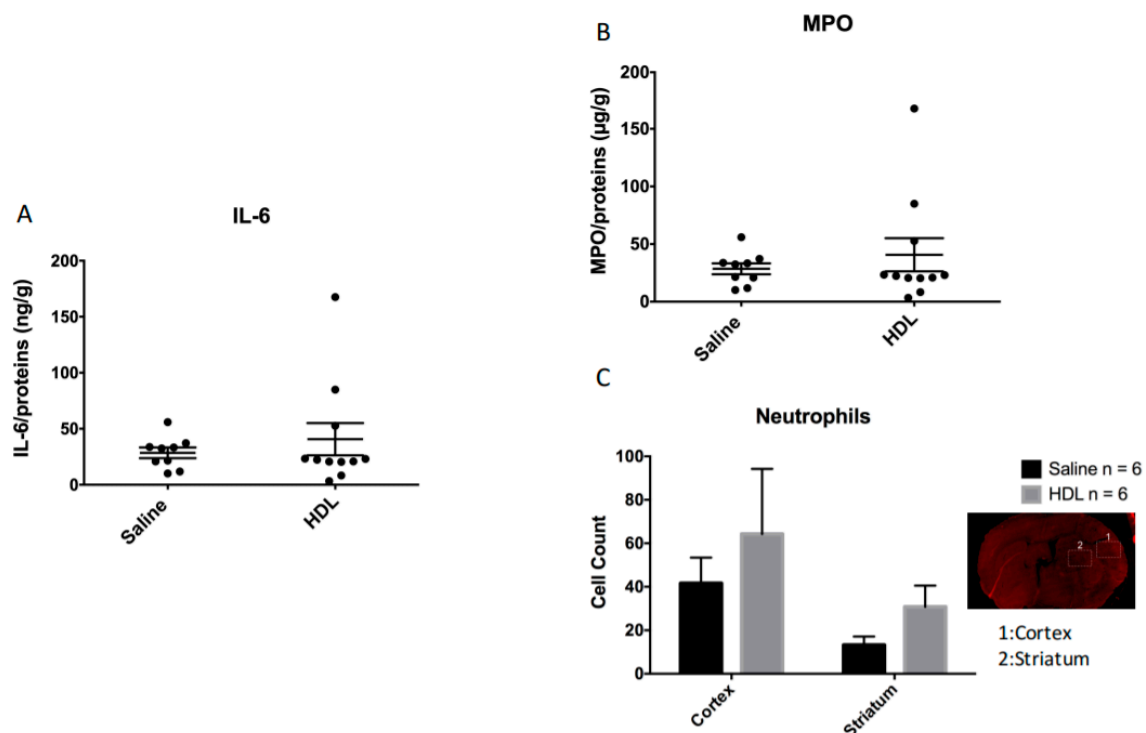 A
IL-6
IL-6/proteins (ng/g)
200
150
100
50
0
Saline
HDL
B
MPO
MPO/proteins (µg/g)
200
150
100
50
0
Saline
HDL
C
Neutrophils
Cell Count
100
80
60
40
20
0
Cortex
Striatum
Saline n = 6
HDL n = 6
1
2
1:Cortex
2:Striatum